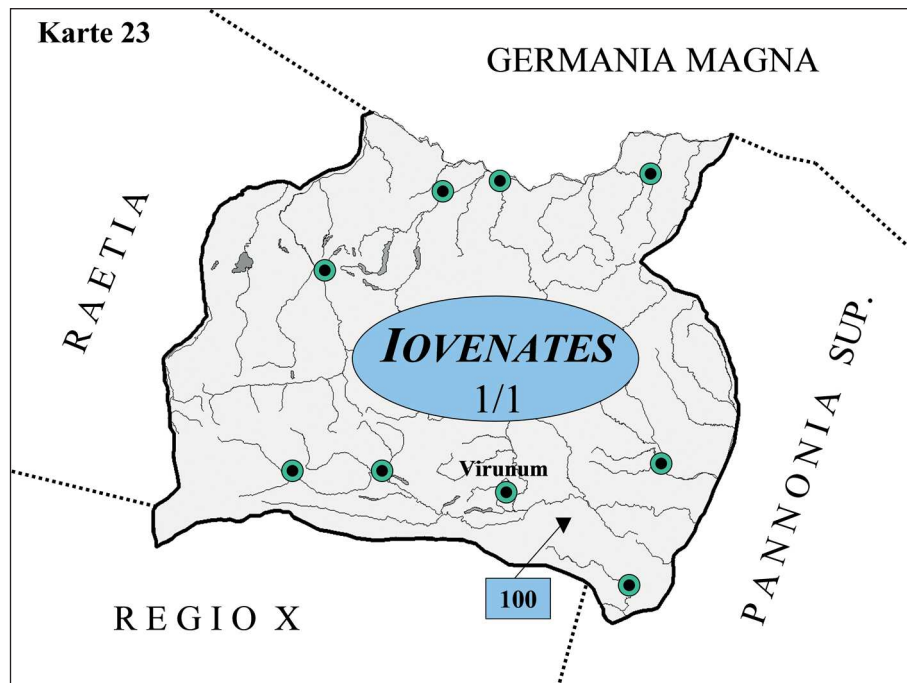 Karte 23
GERMANIA MAGNA
RAETIA
IOVENATES
1/1
PANNONIA SUP.
Virunum
100
REGIO X